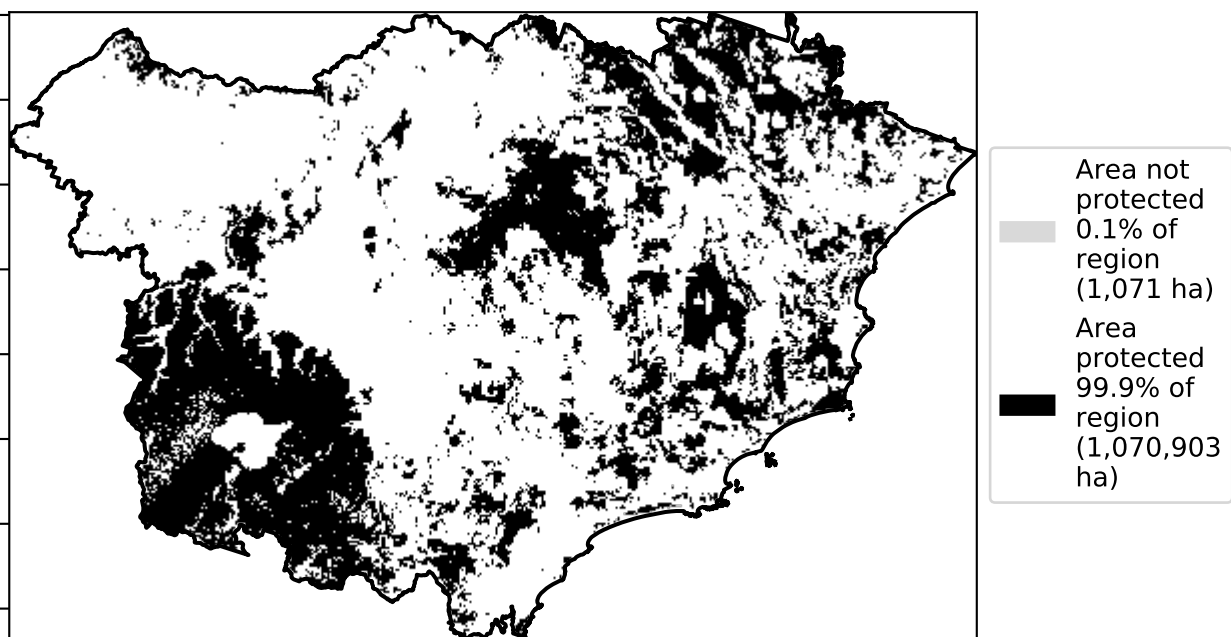 Area not
protected
0.1% of
region
(1,071 ha)
Area
protected
99.9% of
region
(1,070,903
ha)